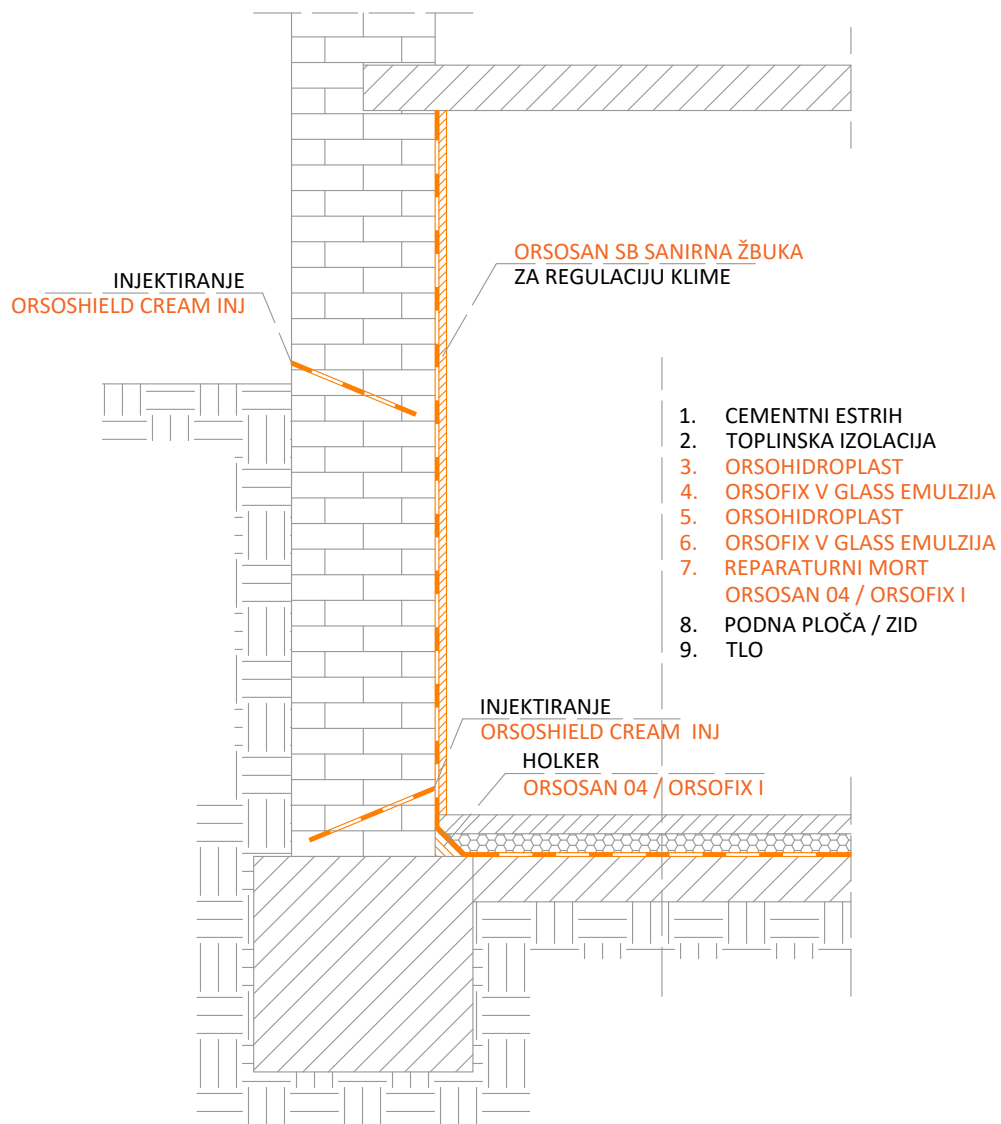 ORSOSAN SB SANIRNA ŽBUKA
ZA REGULACIJU KLIME
INJEKTIRANJE
ORSOSHIELD CREAM INJ
1. CEMENTNI ESTRIH
2. TOPLINSKA IZOLACIJA
3. ORSOHIDROPLAST
4. ORSOFIX V GLASS EMULZIJA
5. ORSOHIDROPLAST
6. ORSOFIX V GLASS EMULZIJA
7. REPARATURNI MORT
ORSOSAN 04 / ORSOFIX I
8. PODNA PLOČA / ZID
9. TLO
INJEKTIRANJE
ORSOSHIELD CREAM INJ
HOLKER
ORSOSAN 04 / ORSOFIX I